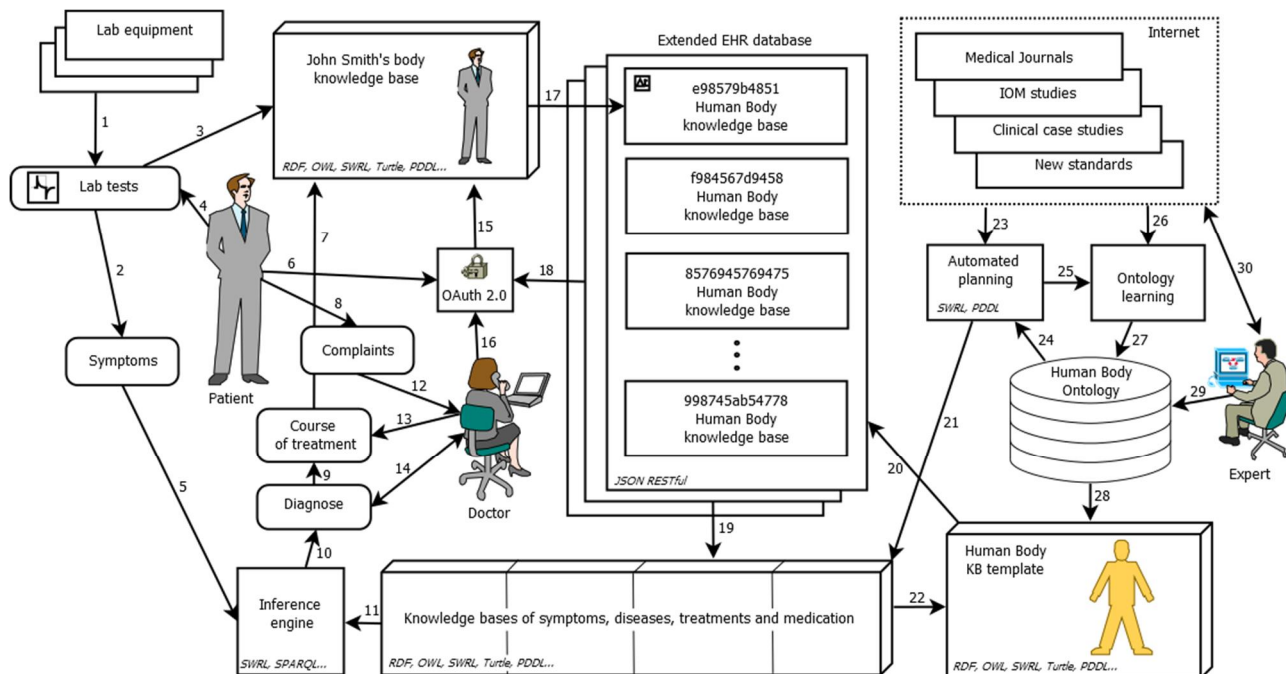 Lab equipment
1
3
Lab tests
4
2
Symptoms
5
John Smith's body
knowledge base
RDF, OWL, SWRL, Turtle, PDDL...
17
7
15
6
OAuth 2.0
18
8
Complaints
16
Patient
12
Course
of treatment
13
9
14
Diagnose
Doctor
10
Inference
engine
SWRL, SPARQL...
11
Extended EHR database
e98579b4851
Human Body
knowledge base
f984567d9458
Human Body
knowledge base
8576945769475
Human Body
knowledge base
998745ab54778
Human Body
knowledge base
JSON RESTful
19
Knowledge bases of symptoms, diseases, treatments and medication
RDF, OWL, SWRL, Turtle, PDDL...
Internet
Medical Journals
IOM studies
Clinical case studies
New standards
23
26
30
Automated
planning
SWRL, PDDL
25
Ontology
learning
24
27
Human Body
Ontology
29
Expert
21
20
28
22
Human Body
KB template
RDF, OWL, SWRL, Turtle, PDDL...